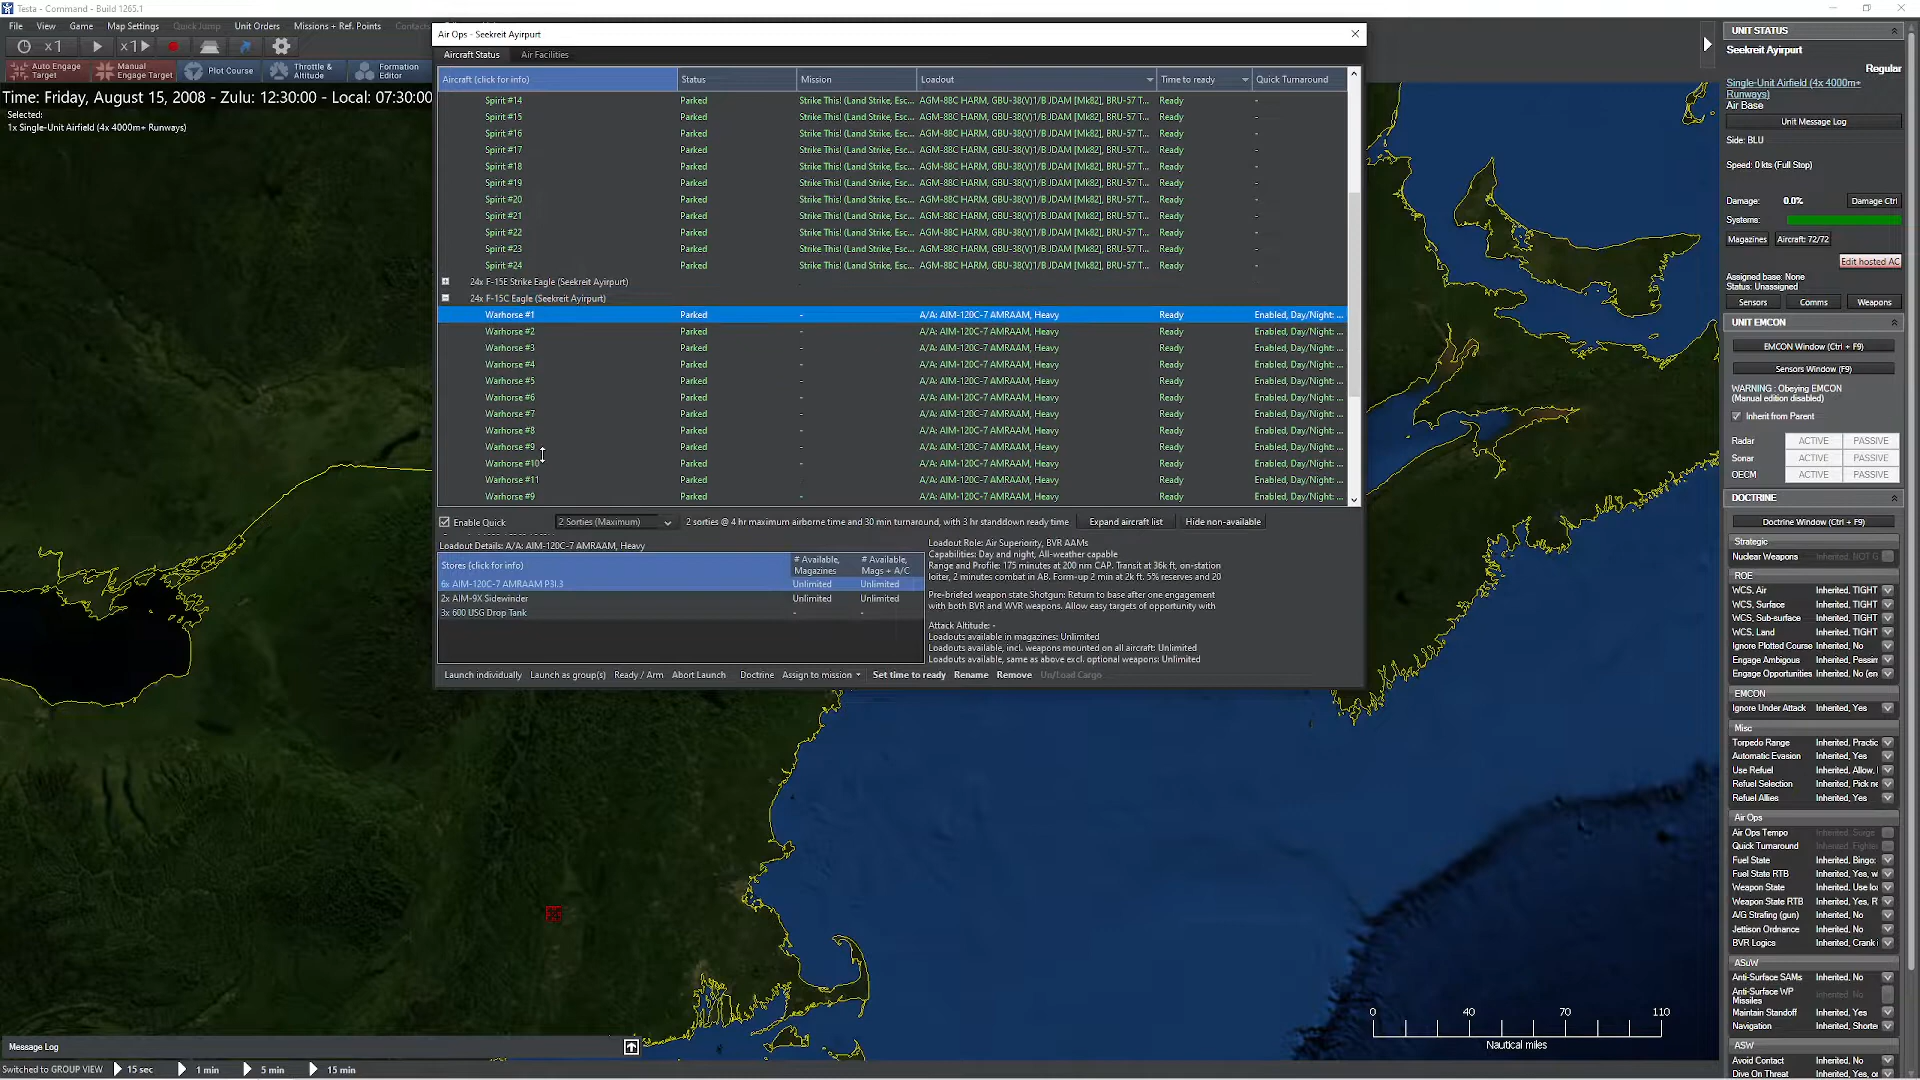 Testa - Command - Build 1265.1
File View Game Map Settings Quick Jump Unit Orders Missions + Ref. Points
x1 x1
Auto Engage Target
Manual Engage Target
Plot Course
Throttle & Altitude
Formation Editor
Time: Friday, August 15, 2008 - Zulu: 12:30:00 - Local: 07:30:00
Selected:
1x Single-Unit Airfield (4x 4000m+ Runways)
Air Ops - Seekreit Ayirpurt
Aircraft Status Air Facilities
Aircraft (click for info) Status Mission Loadout Time to ready Quick Turnaround
Spirit #14 Parked Strike This! (Land Strike, Esc... AGM-88C HARM, GBU-38(V)1/B JDAM [Mk82], BRU-57 T... Ready -
Spirit #15 Parked Strike This! (Land Strike, Esc... AGM-88C HARM, GBU-38(V)1/B JDAM [Mk82], BRU-57 T... Ready -
Spirit #16 Parked Strike This! (Land Strike, Esc... AGM-88C HARM, GBU-38(V)1/B JDAM [Mk82], BRU-57 T... Ready -
Spirit #17 Parked Strike This! (Land Strike, Esc... AGM-88C HARM, GBU-38(V)1/B JDAM [Mk82], BRU-57 T... Ready -
Spirit #18 Parked Strike This! (Land Strike, Esc... AGM-88C HARM, GBU-38(V)1/B JDAM [Mk82], BRU-57 T... Ready -
Spirit #19 Parked Strike This! (Land Strike, Esc... AGM-88C HARM, GBU-38(V)1/B JDAM [Mk82], BRU-57 T... Ready -
Spirit #20 Parked Strike This! (Land Strike, Esc... AGM-88C HARM, GBU-38(V)1/B JDAM [Mk82], BRU-57 T... Ready -
Spirit #21 Parked Strike This! (Land Strike, Esc... AGM-88C HARM, GBU-38(V)1/B JDAM [Mk82], BRU-57 T... Ready -
Spirit #22 Parked Strike This! (Land Strike, Esc... AGM-88C HARM, GBU-38(V)1/B JDAM [Mk82], BRU-57 T... Ready -
Spirit #23 Parked Strike This! (Land Strike, Esc... AGM-88C HARM, GBU-38(V)1/B JDAM [Mk82], BRU-57 T... Ready -
Spirit #24 Parked Strike This! (Land Strike, Esc... AGM-88C HARM, GBU-38(V)1/B JDAM [Mk82], BRU-57 T... Ready -
24x F-15E Strike Eagle (Seekreit Ayirpurt)
24x F-15C Eagle (Seekreit Ayirpurt)
Warhorse #1 Parked - A/A: AIM-120C-7 AMRAAM, Heavy Ready Enabled, Day/Night: ...
Warhorse #2 Parked - A/A: AIM-120C-7 AMRAAM, Heavy Ready Enabled, Day/Night: ...
Warhorse #3 Parked - A/A: AIM-120C-7 AMRAAM, Heavy Ready Enabled, Day/Night: ...
Warhorse #4 Parked - A/A: AIM-120C-7 AMRAAM, Heavy Ready Enabled, Day/Night: ...
Warhorse #5 Parked - A/A: AIM-120C-7 AMRAAM, Heavy Ready Enabled, Day/Night: ...
Warhorse #6 Parked - A/A: AIM-120C-7 AMRAAM, Heavy Ready Enabled, Day/Night: ...
Warhorse #7 Parked - A/A: AIM-120C-7 AMRAAM, Heavy Ready Enabled, Day/Night: ...
Warhorse #8 Parked - A/A: AIM-120C-7 AMRAAM, Heavy Ready Enabled, Day/Night: ...
Warhorse #9 Parked - A/A: AIM-120C-7 AMRAAM, Heavy Ready Enabled, Day/Night: ...
Warhorse #10 Parked - A/A: AIM-120C-7 AMRAAM, Heavy Ready Enabled, Day/Night: ...
Warhorse #11 Parked - A/A: AIM-120C-7 AMRAAM, Heavy Ready Enabled, Day/Night: ...
Warhorse #9 Parked - A/A: AIM-120C-7 AMRAAM, Heavy Ready Enabled, Day/Night: ...
Enable Quick 2 Sorties (Maximum) 2 sorties @ 4 hr maximum airborne time and 30 min turnaround, with 3 hr standdown ready time Expand aircraft list Hide non-available
Loadout Details: A/A: AIM-120C-7 AMRAAM, Heavy
Stores (click for info) # Available, Magazines # Available, Mags + A/C
6x AIM-120C-7 AMRAAM P3I.3 Unlimited Unlimited
2x AIM-9X Sidewinder Unlimited Unlimited
3x 600 USG Drop Tank - -
Loadout Role: Air Superiority, BVR AAMs
Capabilities: Day and night, All-weather capable
Range and Profile: 175 minutes at 200 nm CAP. Transit at 36k ft, on-station
loiter, 2 minutes combat in AB. Form-up 2 min at 2k ft. 5% reserves and 20
Pre-briefed weapon state Shotgun: Return to base after one engagement
with both BVR and WVR weapons. Allow easy targets of opportunity with
Attack Altitude: -
Loadouts available in magazines: Unlimited
Loadouts available, incl. weapons mounted on all aircraft: Unlimited
Loadouts available, same as above excl. optional weapons: Unlimited
Launch individually Launch as group(s) Ready / Arm Abort Launch Doctrine Assign to mission Set time to ready Rename Remove Un/Load Cargo
UNIT STATUS
Seekreit Ayirpurt
Regular
Single-Unit Airfield (4x 4000m+
Runways)
Air Base
Unit Message Log
Side: BLU
Speed: 0 kts (Full Stop)
Damage: 0.0% Damage Ctrl
Systems:
Magazines Aircraft: 72/72
Edit hosted AC
Assigned base: None
Status: Unassigned
Sensors Comms Weapons
UNIT EMCON
EMCON Window (Ctrl + F9)
Sensors Window (F9)
WARNING : Obeying EMCON
(Manual edition disabled)
Inherit from Parent
Radar ACTIVE PASSIVE
Sonar ACTIVE PASSIVE
OECM ACTIVE PASSIVE
DOCTRINE
Doctrine Window (Ctrl + F9)
Strategic
Nuclear Weapons Inherited, NOT G
ROE
WCS, Air Inherited, TIGHT
WCS, Surface Inherited, TIGHT
WCS, Sub-surface Inherited, TIGHT
WCS, Land Inherited, TIGHT
Ignore Plotted Course Inherited, No
Engage Ambiguous Inherited, Pessim
Engage Opportunities Inherited, No (en
EMCON
Ignore Under Attack Inherited, Yes
Misc
Torpedo Range Inherited, Practic
Automatic Evasion Inherited, Yes
Use Refuel Inherited, Allow,
Refuel Selection Inherited, Pick ne
Refuel Allies Inherited, Yes
Air Ops
Air Ops Tempo Inherited, Surge
Quick Turnaround Inherited, Fighter
Fuel State Inherited, Bingo:
Fuel State RTB Inherited, Yes, w
Weapon State Inherited, Use lo
Weapon State RTB Inherited, Yes, R
A/G Strafing (gun) Inherited, No
Jettison Ordnance Inherited, No
BVR Logics Inherited, Crank
ASuW
Anti-Surface SAMs Inherited, No
Anti-Surface WP Missiles Inherited, No
Maintain Standoff Inherited, Yes
Navigation Inherited, Shorte
ASW
Avoid Contact Inherited, Yes
Dive On Threat Inherited, Yes, o
0 40 70 110
Nautical miles
Message Log
Switched to GROUP VIEW 15 sec 1 min 5 min 15 min